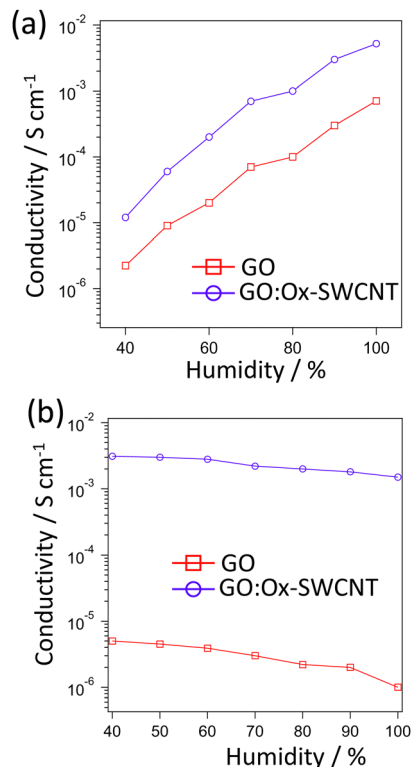 (a)
10⁻²
10⁻³
10⁻⁴
10⁻⁵
10⁻⁶
Conductivity / S cm⁻¹
GO
GO:Ox-SWCNT
40 60 80 100
Humidity / %
(b)
10⁻²
10⁻³
10⁻⁴
10⁻⁵
10⁻⁶
Conductivity / S cm⁻¹
GO
GO:Ox-SWCNT
40 50 60 70 80 90 100
Humidity / %